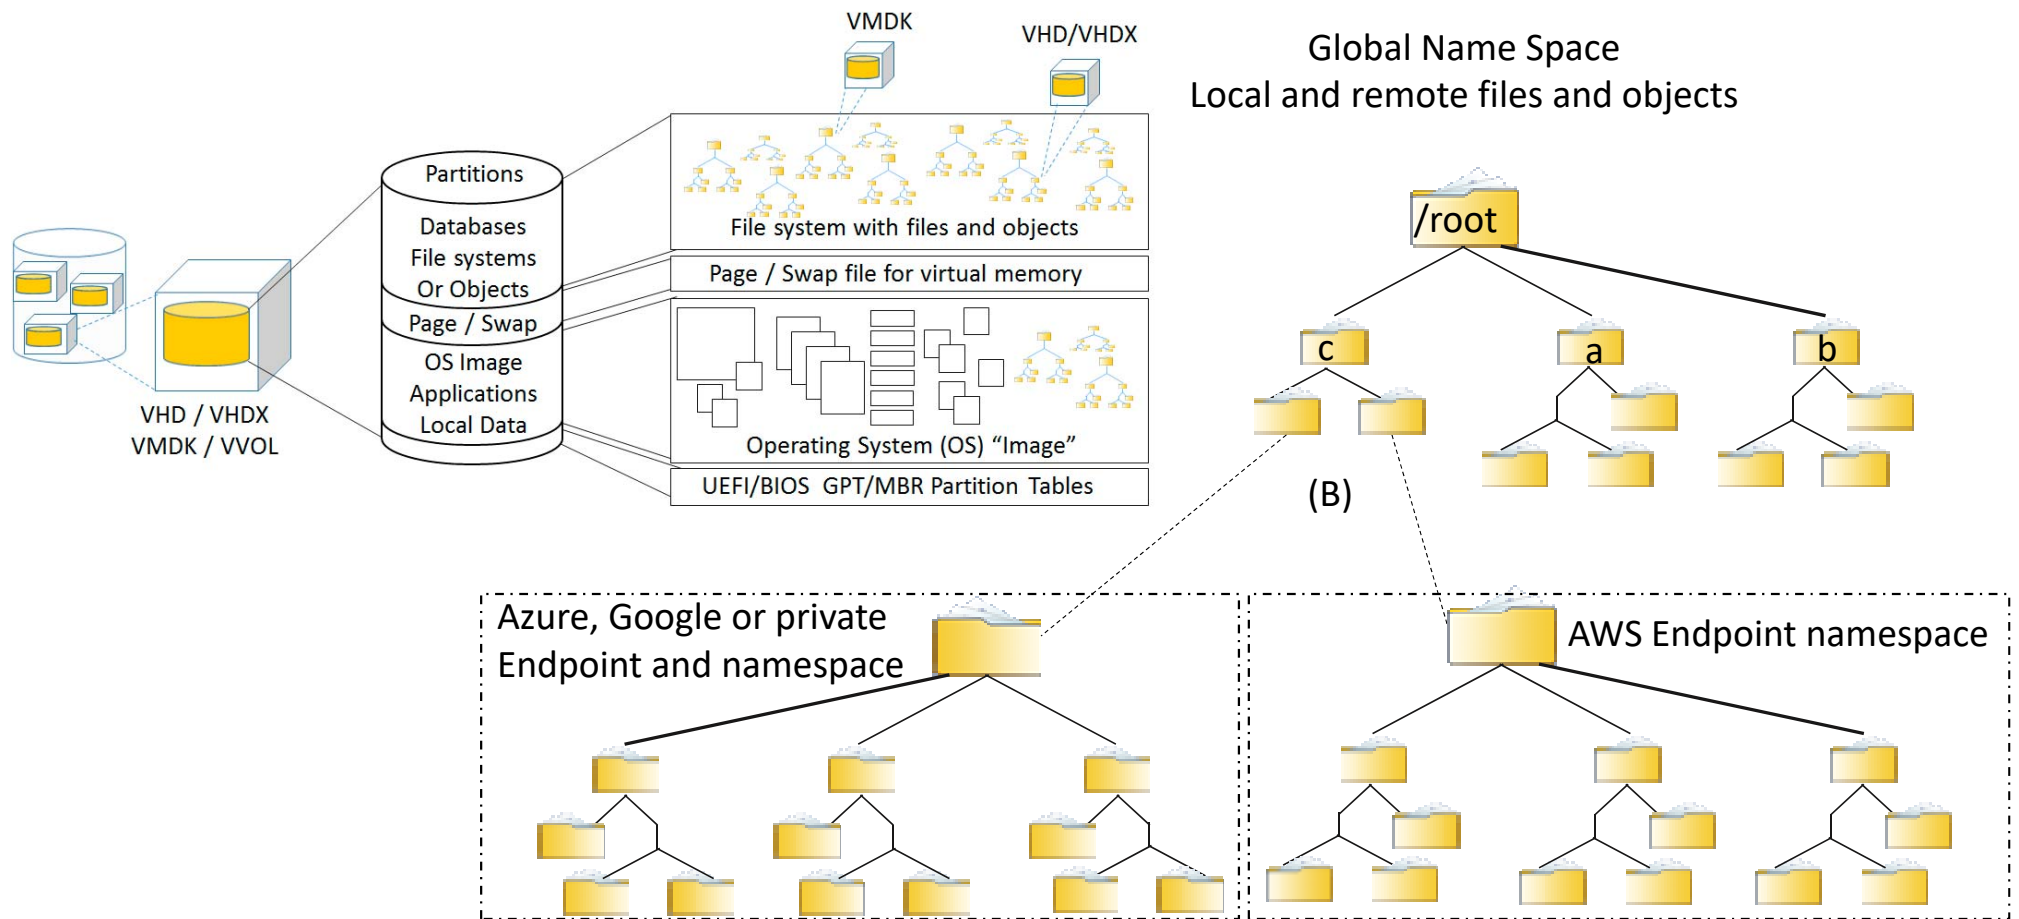 VMDK
VHD/VHDX
Global Name Space
Local and remote files and objects
Partitions
Databases
File systems
Or Objects
Page / Swap
OS Image
Applications
Local Data
VHD / VHDX
VMDK / VVOL
File system with files and objects
Page / Swap file for virtual memory
Operating System (OS) “Image”
UEFI/BIOS GPT/MBR Partition Tables
/root
c
a
b
(B)
Azure, Google or private
Endpoint and namespace
AWS Endpoint namespace